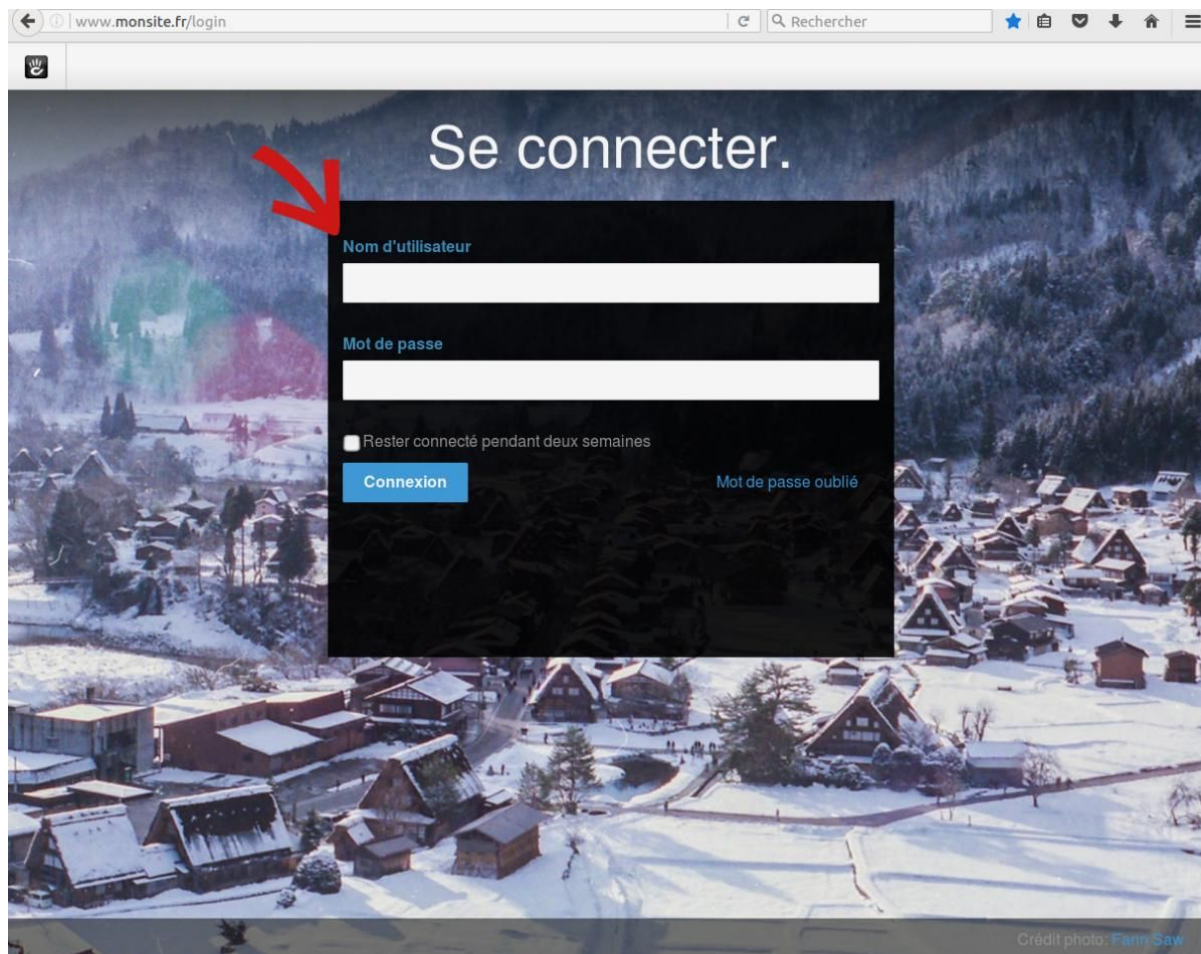 www.monsite.fr/login
Rechercher
Se connecter.
Nom d'utilisateur
Mot de passe
Rester connecté pendant deux semaines
Connexion
Mot de passe oublié
Crédit photo: Fann Saw